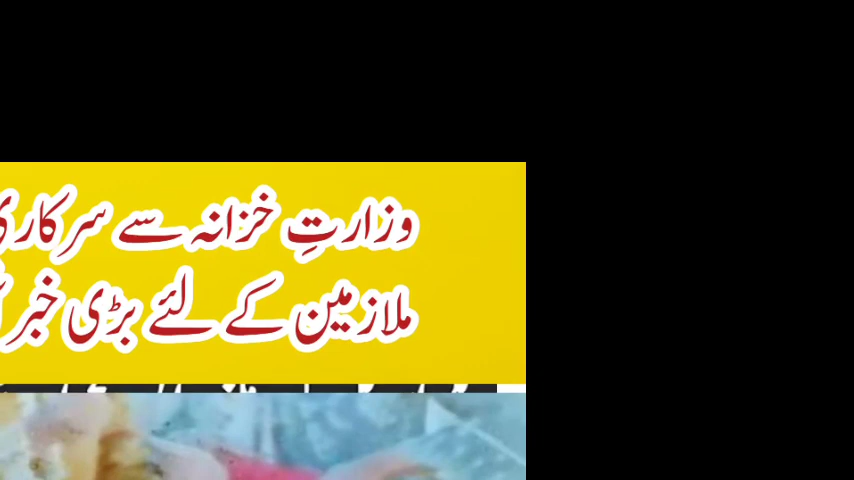 وزارتِ خزانہ سے سرکاری
ملازمین کے لئے بڑی خبر